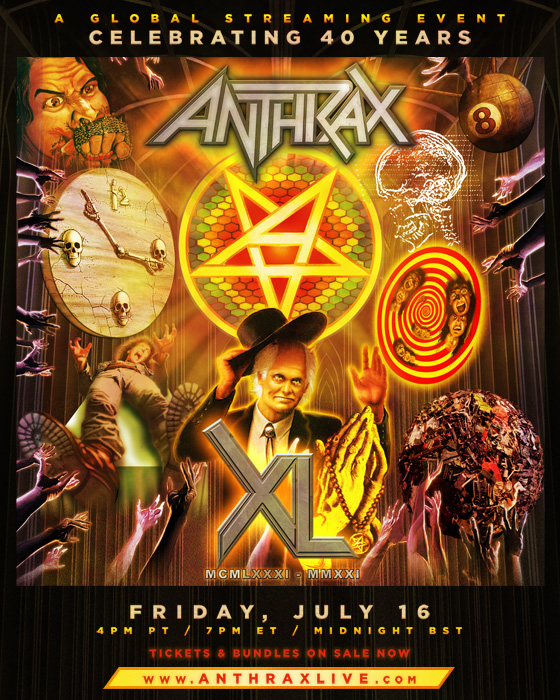 A GLOBAL STREAMING EVENT
CELEBRATING 40 YEARS
ANTHRAX
8
12
XL
MCMLXXXI - MMXXI
FRIDAY, JULY 16
4PM PT / 7PM ET / MIDNIGHT BST
TICKETS & BUNDLES ON SALE NOW
WWW.ANTHRAXLIVE.COM